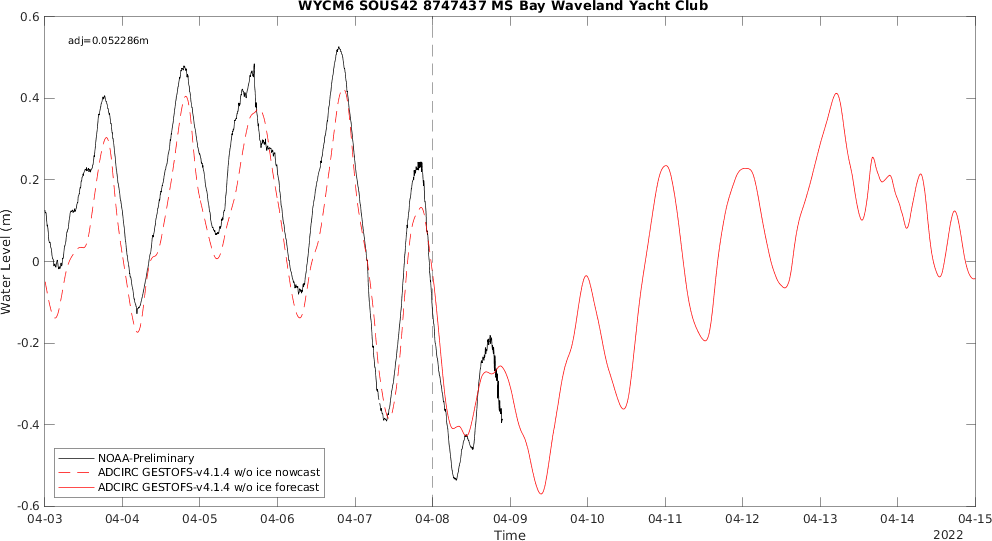 WYCM6 SOUS42 8747437 MS Bay Waveland Yacht Club
adj=0.052286m
0.6
0.4
0.2
0
-0.2
-0.4
-0.6
Water Level (m)
NOAA-Preliminary
ADCIRC GESTOFS-v4.1.4 w/o ice nowcast
ADCIRC GESTOFS-v4.1.4 w/o ice forecast
04-03 04-04 04-05 04-06 04-07 04-08 04-09 04-10 04-11 04-12 04-13 04-14 04-15
Time
2022